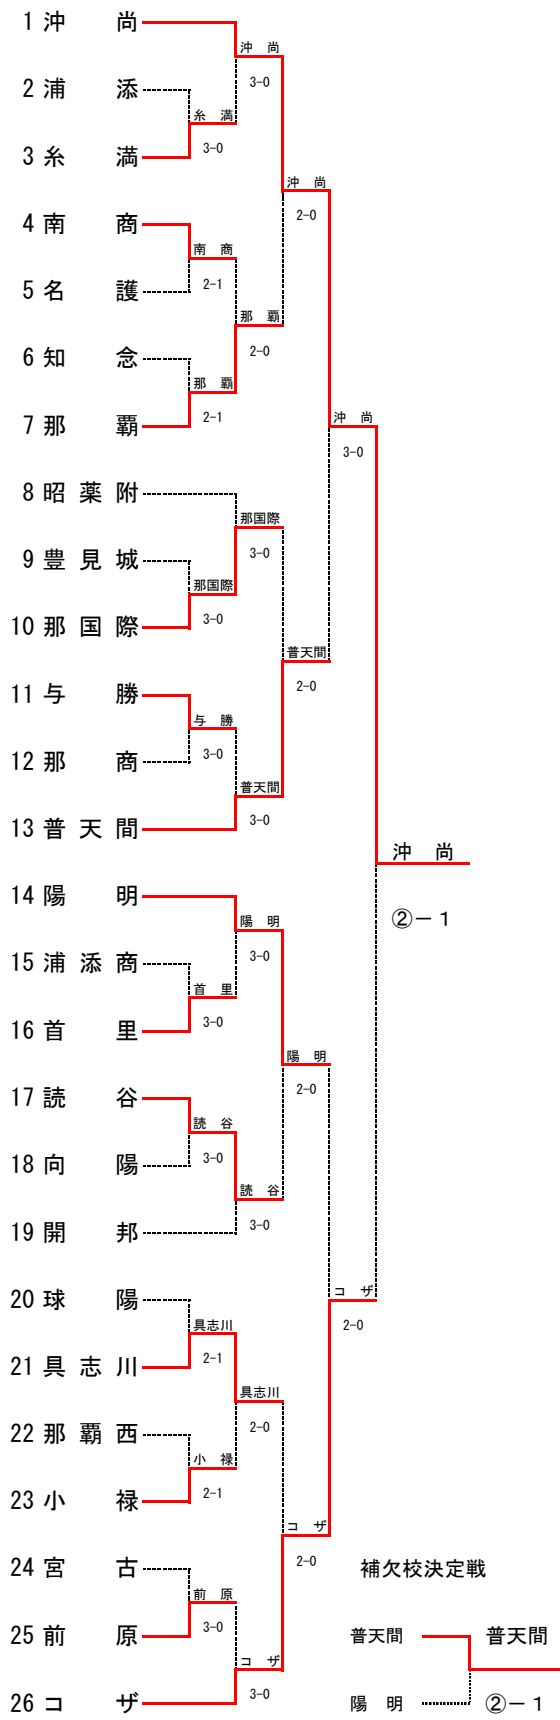 1 沖 尚
沖 尚
2 浦 添
3-0
糸 満
3-0
3 糸 満
沖 尚
2-0
4 南 商
南 商
2-1
5 名 護
那 覇
2-0
6 知 念
那 覇
2-1
7 那 覇
沖 尚
3-0
8 昭 薬 附
那国際
3-0
9 豊 見 城
那国際
3-0
10 那 国 際
普天間
2-0
11 与 勝
与 勝
3-0
12 那 商
普天間
3-0
13 普 天 間
沖 尚
②－1
14 陽 明
陽 明
3-0
15 浦 添 商
首 里
3-0
16 首 里
陽 明
2-0
17 読 谷
読 谷
3-0
18 向 陽
読 谷
3-0
19 開 邦
コ ザ
2-0
20 球 陽
具志川
2-1
21 具 志 川
具志川
2-0
22 那 覇 西
小 禄
2-1
23 小 禄
コ ザ
2-0
24 宮 古
前 原
3-0
25 前 原
コ ザ
3-0
26 コ ザ
補欠校決定戦
普天間
普天間
陽 明
②－1